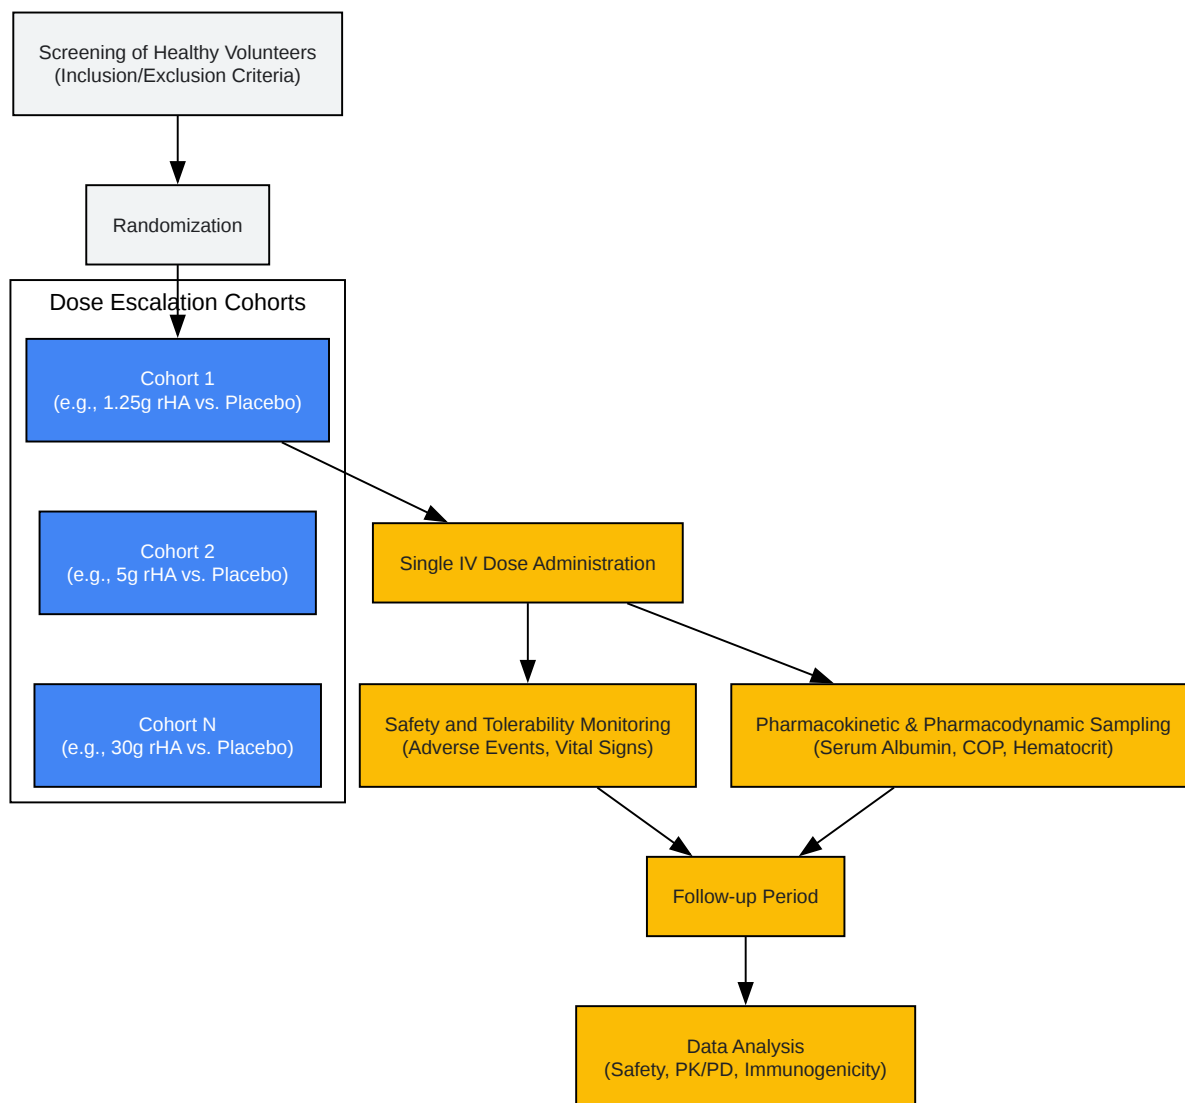 Screening of Healthy Volunteers
(Inclusion/Exclusion Criteria)
Randomization
Dose Escalation Cohorts
Cohort 1
(e.g., 1.25g rHA vs. Placebo)
Cohort 2
(e.g., 5g rHA vs. Placebo)
Cohort N
(e.g., 30g rHA vs. Placebo)
Single IV Dose Administration
Safety and Tolerability Monitoring
(Adverse Events, Vital Signs)
Pharmacokinetic & Pharmacodynamic Sampling
(Serum Albumin, COP, Hematocrit)
Follow-up Period
Data Analysis
(Safety, PK/PD, Immunogenicity)